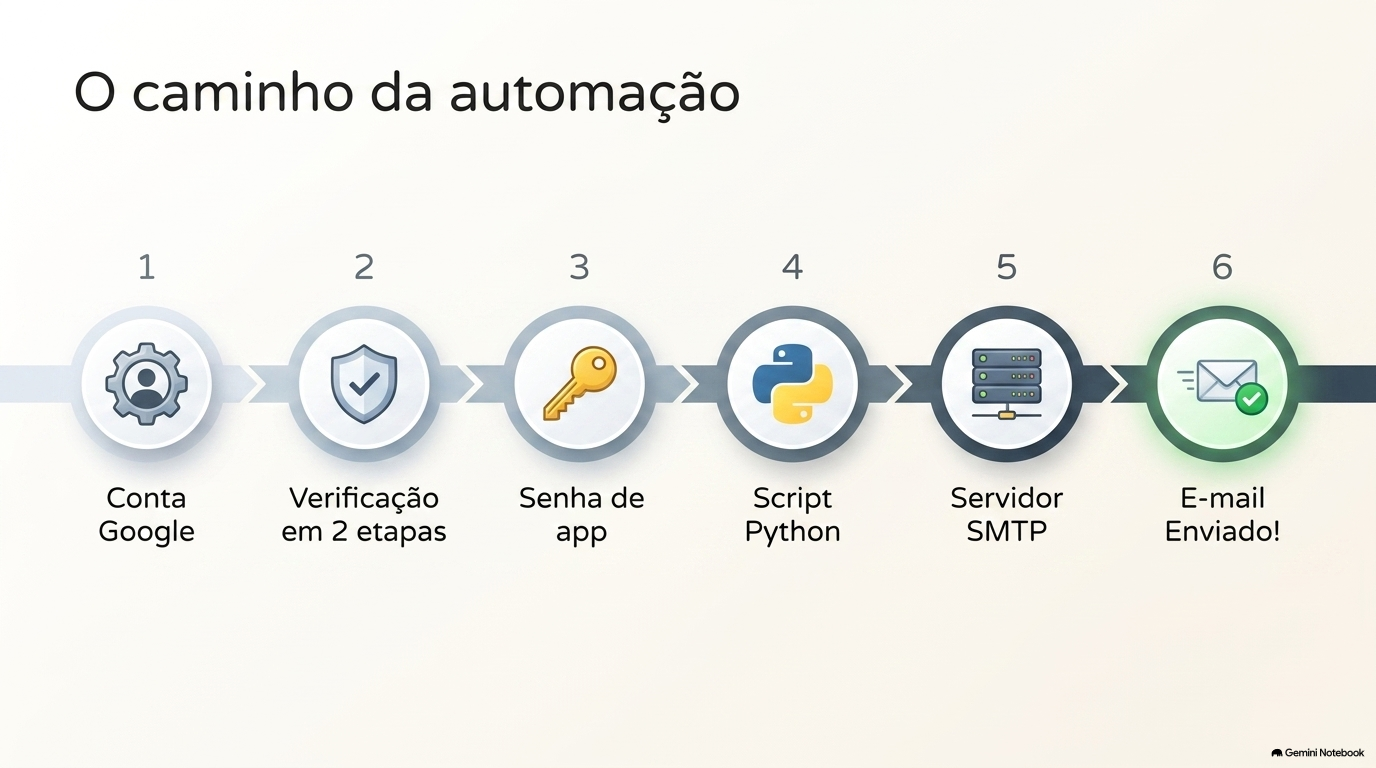 O caminho da automação
1
2
3
4
5
6
Conta
Google
Verificação
em 2 etapas
Senha de
app
Script
Python
Servidor
SMTP
E-mail
Enviado!
Gemini Notebook